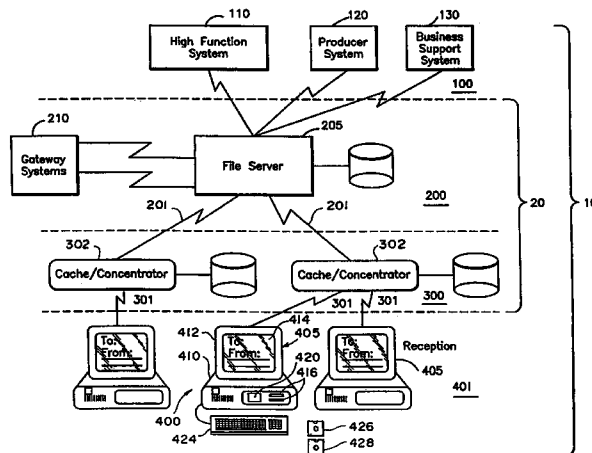 110
High Function
System
120
Producer
System
130
Business
Support
System
100
210
Gateway
Systems
205
File Server
201
201
200
20
302
Cache/Concentrator
302
Cache/Concentrator
301
301
301
300
To:
From:
412
414
405
410
To:
From:
420
416
400
424
To:
From:
Reception
405
401
426
428